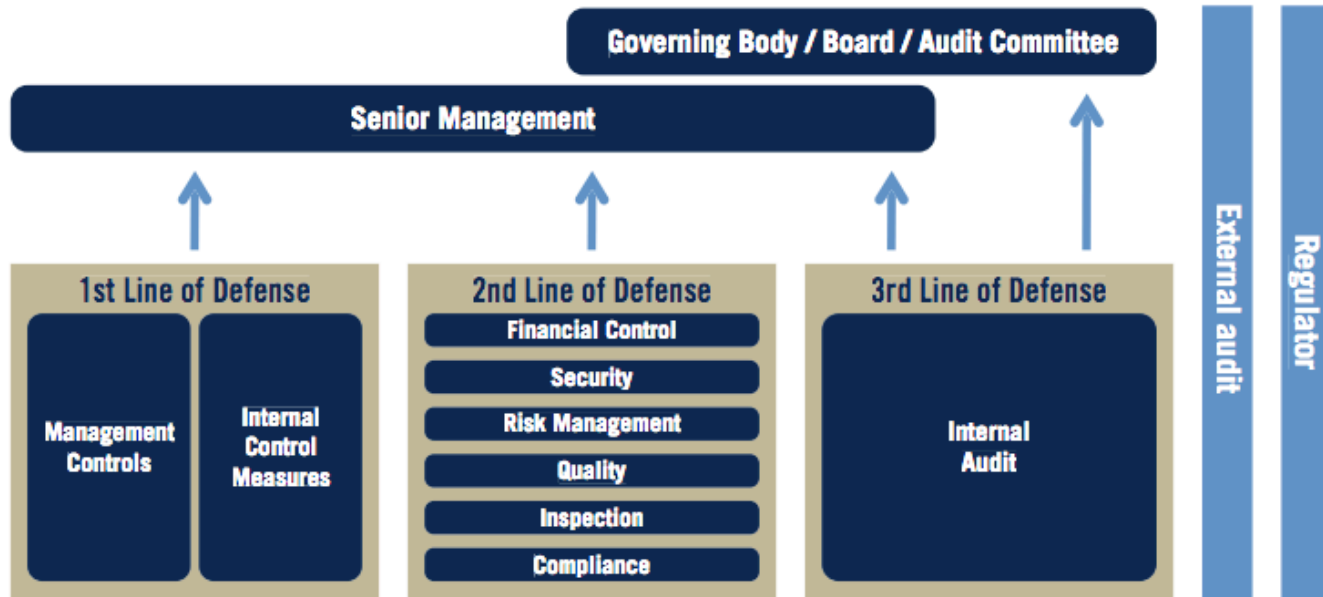 Governing Body / Board / Audit Committee
Senior Management
1st Line of Defense
Management
Controls
Internal
Control
Measures
2nd Line of Defense
Financial Control
Security
Risk Management
Quality
Inspection
Compliance
3rd Line of Defense
Internal
Audit
External audit
Regulator